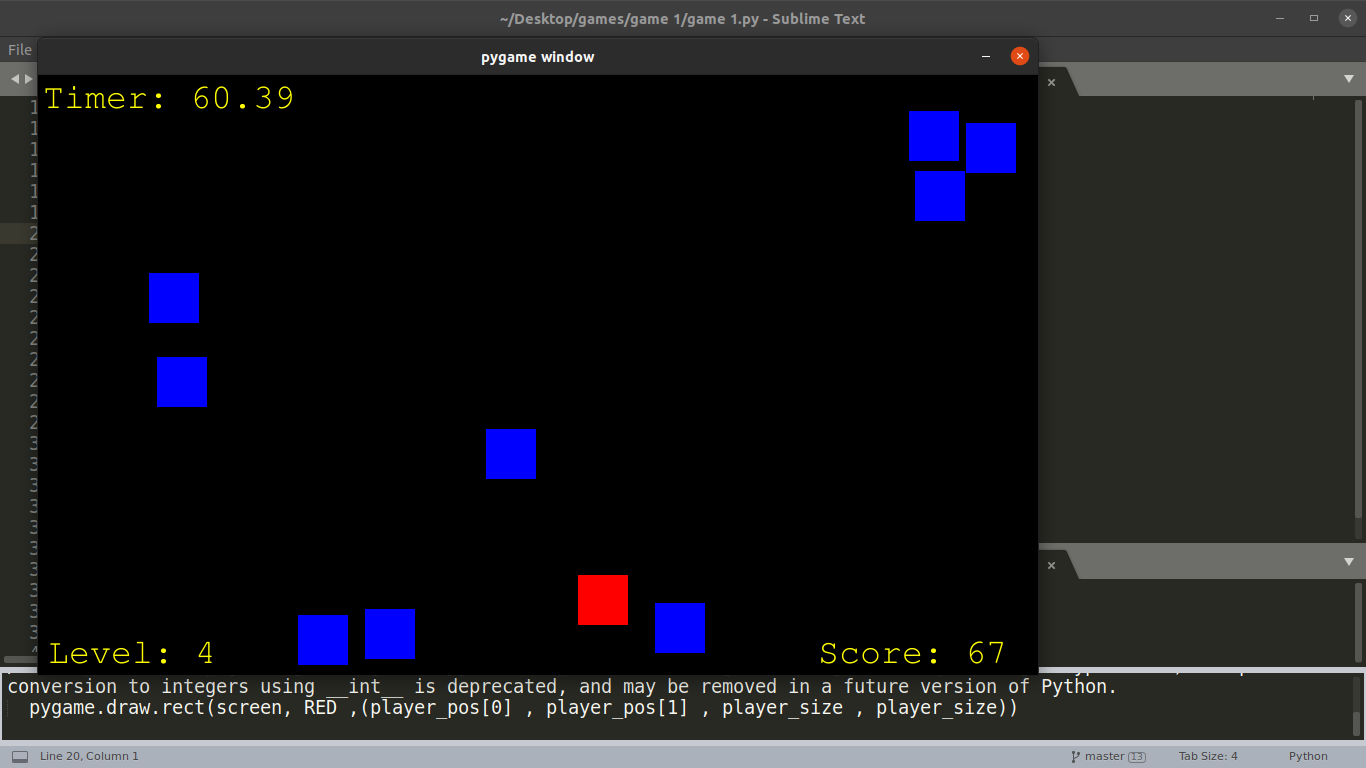 ~/Desktop/games/game 1/game 1.py - Sublime Text
File
pygame window
Timer: 60.39
Level: 4
Score: 67
conversion to integers using __int__ is deprecated, and may be removed in a future version of Python.
pygame.draw.rect(screen, RED ,(player_pos[0] , player_pos[1] , player_size , player_size))
Line 20, Column 1
master 13
Tab Size: 4
Python